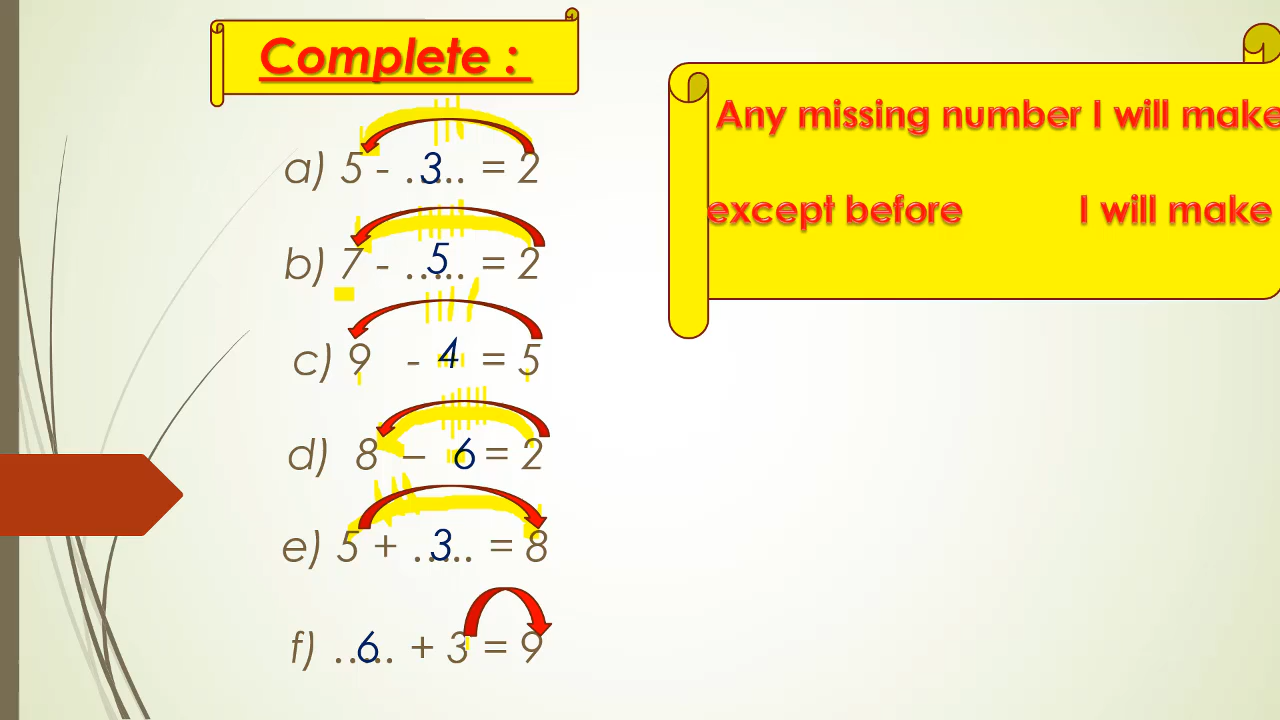 Complete :
a) 5 - ..3... = 2
b) 7 - ..5... = 2
c) 9 - 4 = 5
d) 8 – 6 = 2
e) 5 + ..3... = 8
f) ..6... + 3 = 9
Any missing number I will make
except before I will make